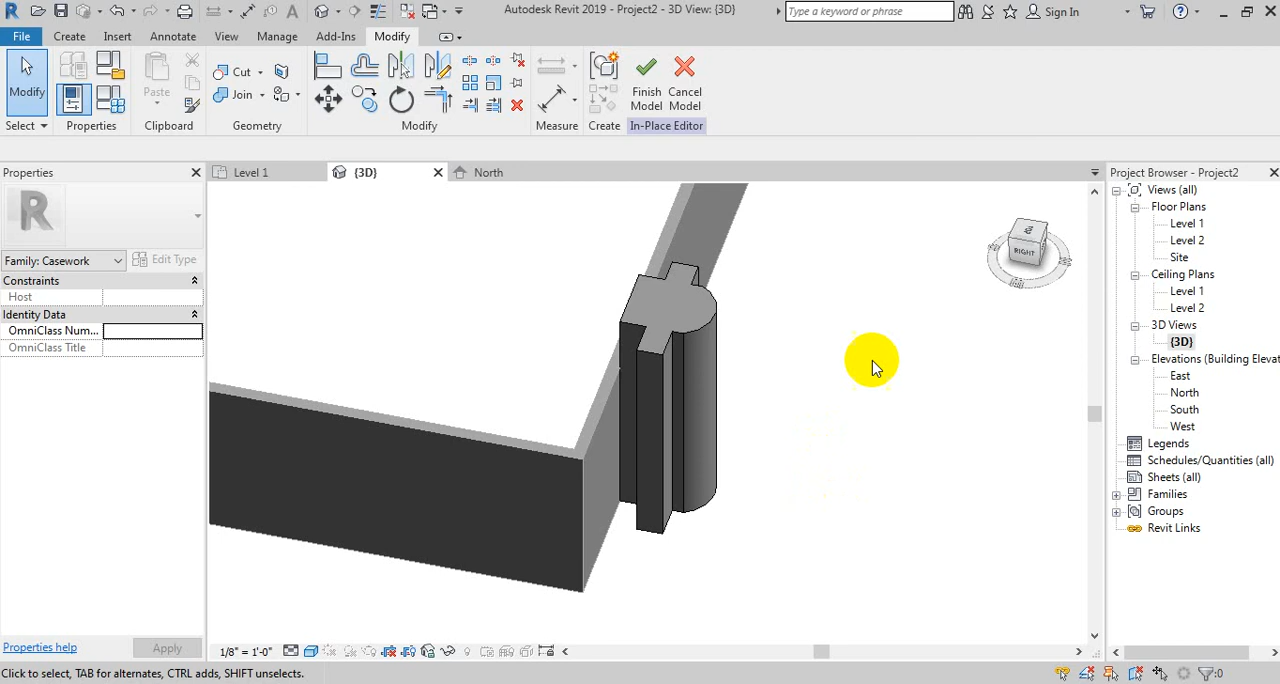 Autodesk Revit 2019 - Project2 - 3D View: {3D}
Type a keyword or phrase
Sign In
File
Create
Insert
Annotate
View
Manage
Add-Ins
Modify
Modify
Paste
Cut
Join
Finish Model
Cancel Model
Select
Properties
Clipboard
Geometry
Modify
Measure
Create
In-Place Editor
Properties
Level 1
{3D}
North
Project Browser - Project2
R
Family: Casework
Edit Type
Constraints
Host
Identity Data
OmniClass Num...
OmniClass Title
RIGHT
Views (all)
Floor Plans
Level 1
Level 2
Site
Ceiling Plans
Level 1
Level 2
3D Views
{3D}
Elevations (Building Elevat
East
North
South
West
Legends
Schedules/Quantities (all)
Sheets (all)
Families
Groups
Revit Links
Properties help
Apply
1/8" = 1'-0"
Click to select, TAB for alternates, CTRL adds, SHIFT unselects.
:0